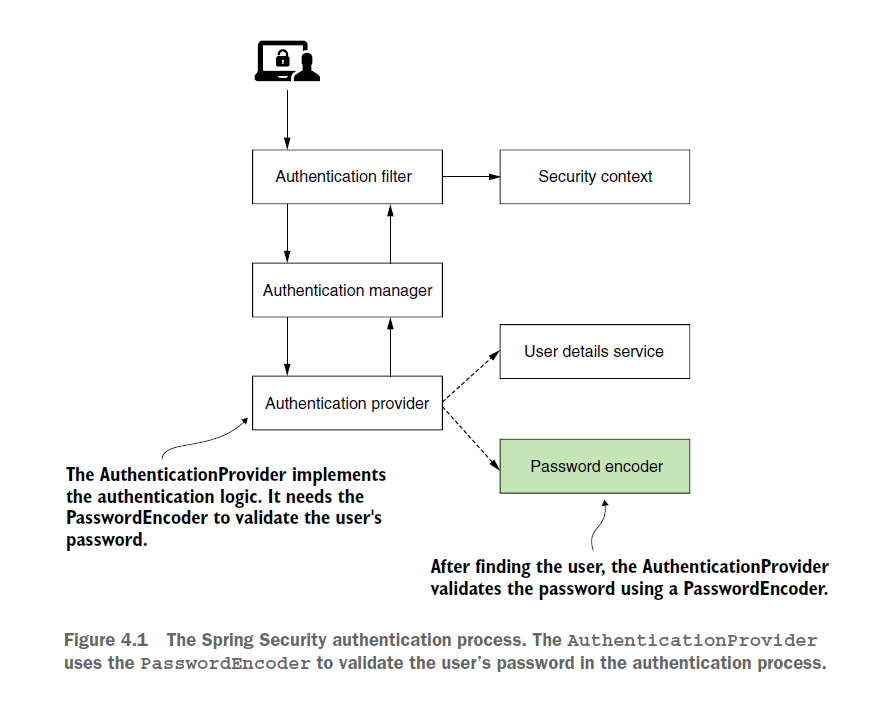 Authentication filter
Security context
Authentication manager
User details service
Authentication provider
Password encoder
The AuthenticationProvider implements
the authentication logic. It needs the
PasswordEncoder to validate the user's
password.
After finding the user, the AuthenticationProvider
validates the password using a PasswordEncoder.
Figure 4.1 The Spring Security authentication process. The AuthenticationProvider
uses the PasswordEncoder to validate the user’s password in the authentication process.